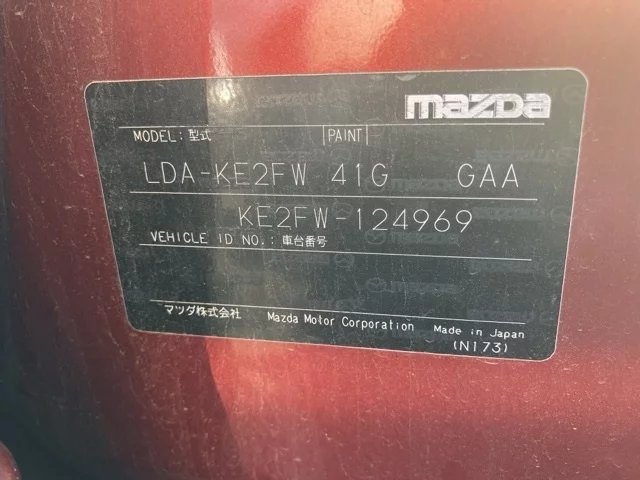 mazda
MODEL: 型式 PAINT
LDA-KE2FW 41G GAA
KE2FW-124969
VEHICLE ID NO.: 車台番号
マツダ株式会社 Mazda Motor Corporation Made in Japan
(N173)